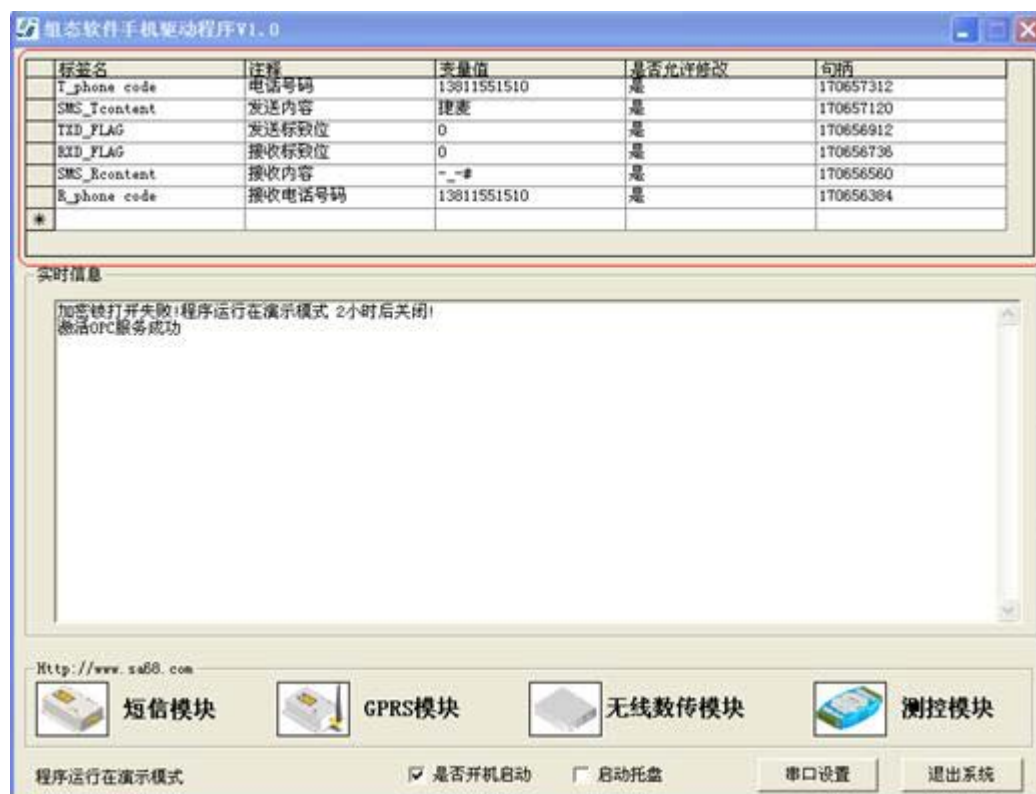 组态软件手机驱动程序V1.0
标签名 注释 变量值 是否允许修改 句柄
T_phone code 电话号码 13811551510 是 170657312
SMS_Tcontent 发送内容 捷麦 是 170657120
TXD_FLAG 发送标致位 0 是 170656912
RXD_FLAG 接收标致位 0 是 170656736
SMS_Rcontent 接收内容 -_-# 是 170656560
R_phone code 接收电话号码 13811551510 是 170656384
*
实时信息
加密锁打开失败!程序运行在演示模式 2小时后关闭!
激活OPC服务成功
Http://www.sa68.com
短信模块 GPRS模块 无线数传模块 测控模块
程序运行在演示模式 是否开机启动 启动托盘 串口设置 退出系统